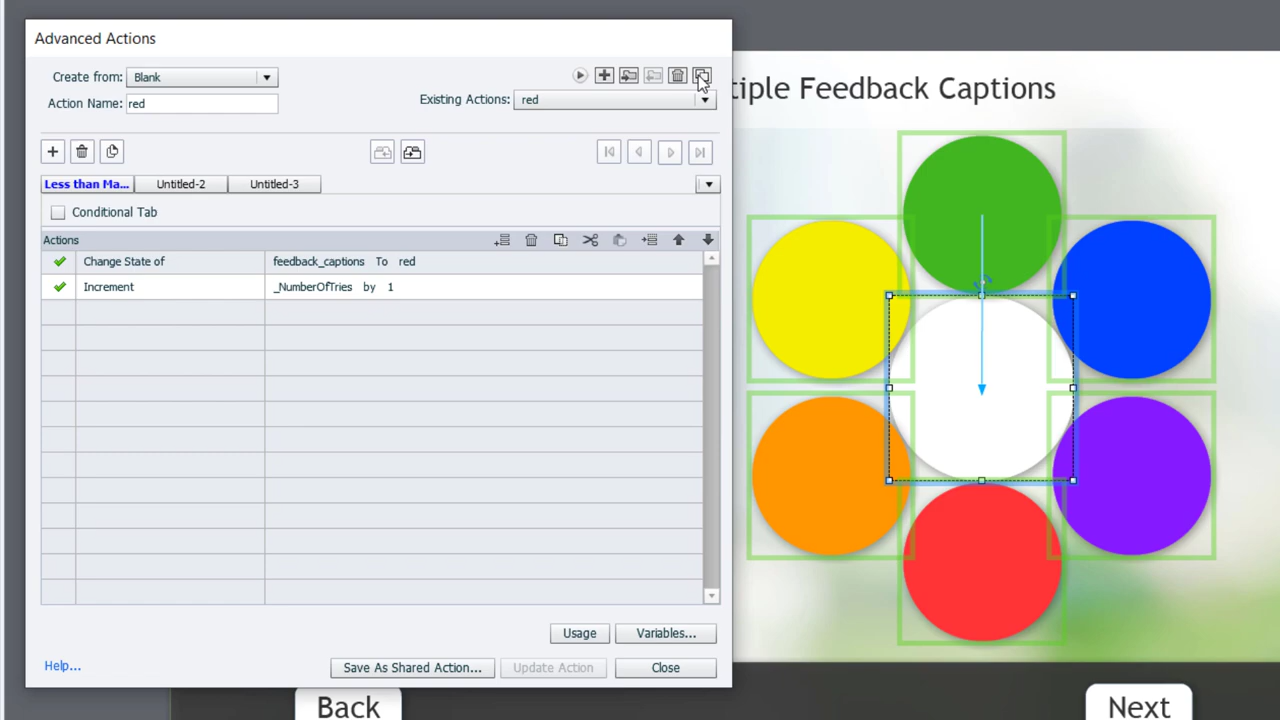 Advanced Actions
Create from: Blank
Action Name: red
Existing Actions: red
Less than Ma... Untitled-2 Untitled-3
Conditional Tab
Actions
Change State of feedback_captions To red
Increment _NumberOfTries by 1
Usage Variables...
Help...
Save As Shared Action... Update Action Close
tiple Feedback Captions
Back Next